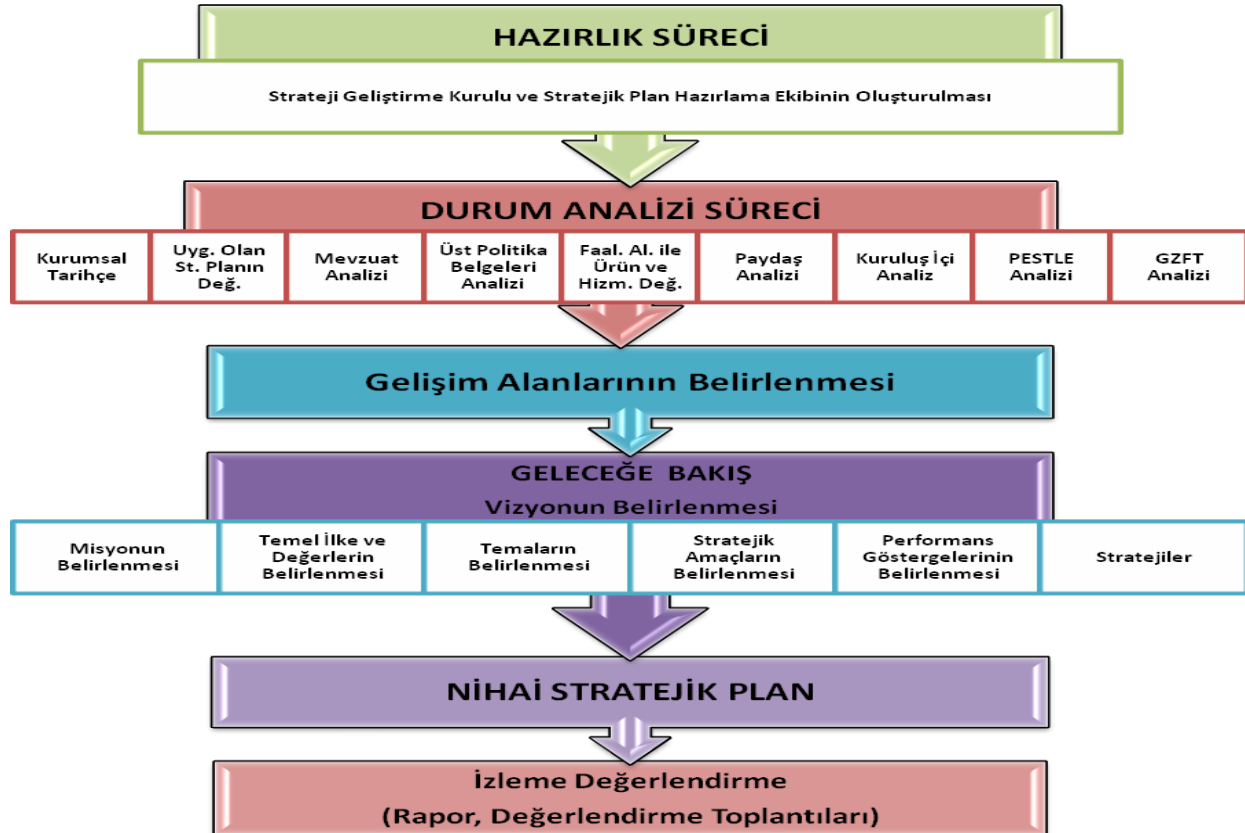 HAZIRLIK SÜRECİ
Strateji Geliştirme Kurulu ve Stratejik Plan Hazırlama Ekibinin Oluşturulması
DURUM ANALİZİ SÜRECİ
Kurumsal
Tarihçe
Uyg. Olan
St. Planın
Değ.
Mevzuat
Analizi
Üst Politika
Belgeleri
Analizi
Faal. Al. ile
Ürün ve
Hizm. Değ.
Paydaş
Analizi
Kuruluş İçi
Analiz
PESTLE
Analizi
GZFT
Analizi
Gelişim Alanlarının Belirlenmesi
GELECEĞE BAKIŞ
Vizyonun Belirlenmesi
Misyonun
Belirlenmesi
Temel İlke ve
Değerlerin
Belirlenmesi
Temaların
Belirlenmesi
Stratejik
Amaçların
Belirlenmesi
Performans
Göstergelerinin
Belirlenmesi
Stratejiler
NİHAİ STRATEJİK PLAN
İzleme Değerlendirme
(Rapor, Değerlendirme Toplantıları)